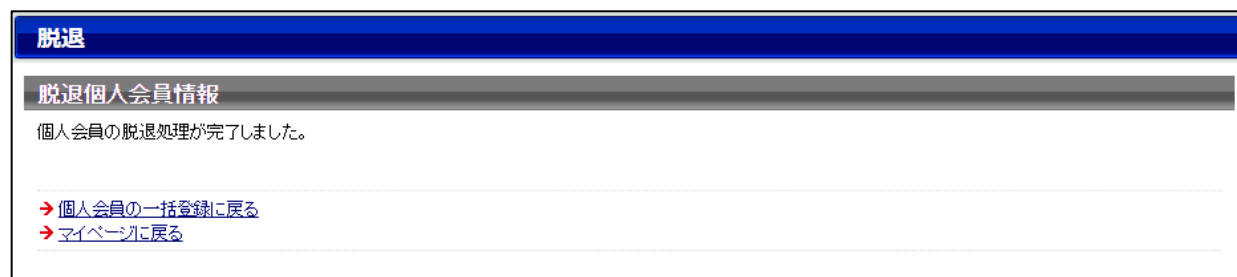 脱退
脱退個人会員情報
個人会員の脱退処理が完了しました。
個人会員の一括登録に戻る
マイページに戻る